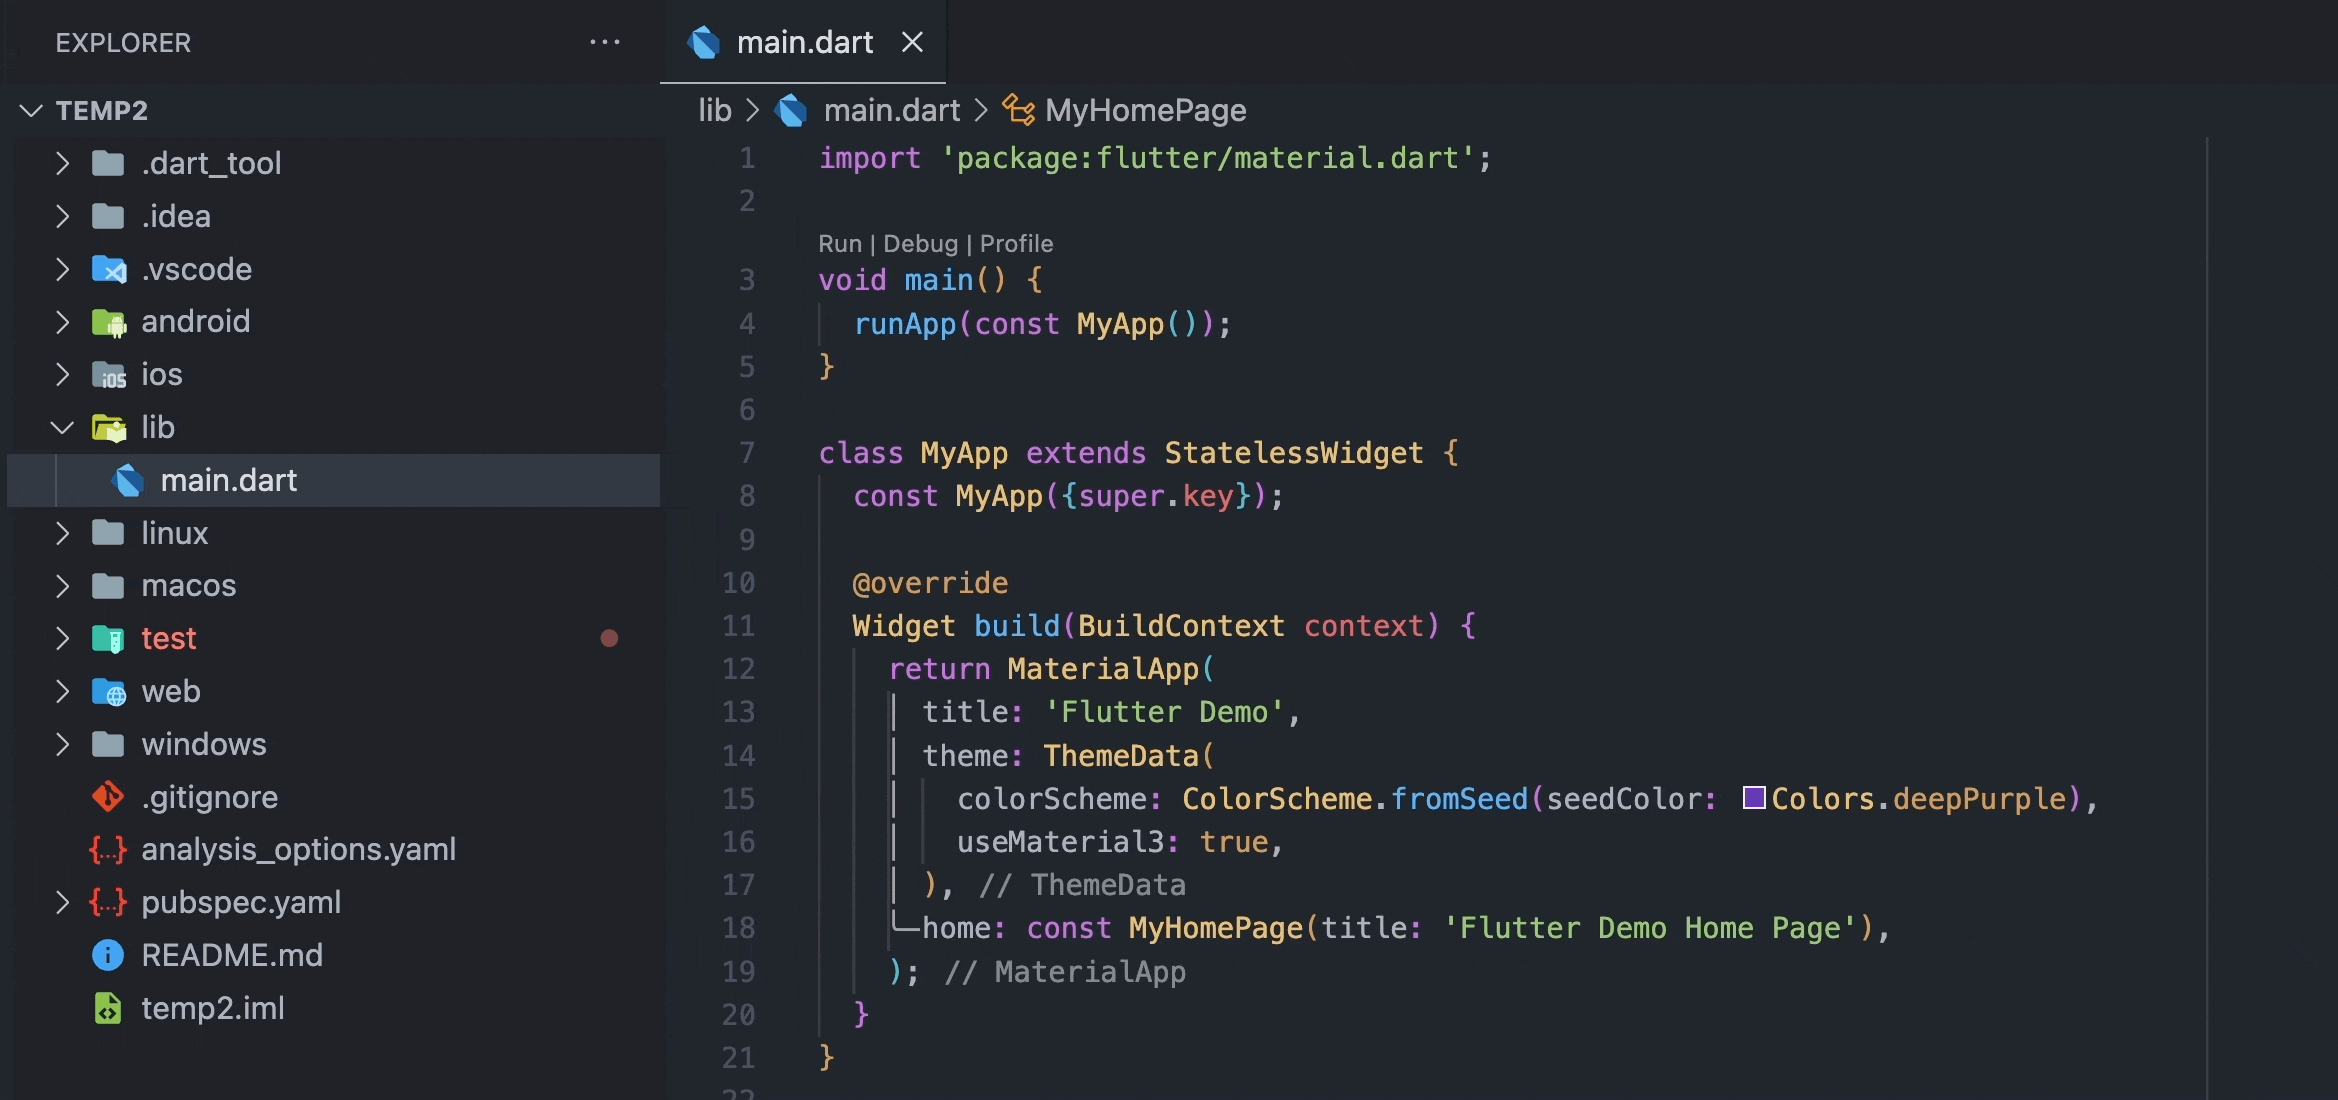 EXPLORER
TEMP2
.dart_tool
.idea
.vscode
android
ios
lib
main.dart
linux
macos
test
web
windows
.gitignore
analysis_options.yaml
pubspec.yaml
README.md
temp2.iml
main.dart
lib > main.dart > MyHomePage
1 import 'package:flutter/material.dart';
2
Run | Debug | Profile
3 void main() {
4   runApp(const MyApp());
5 }
6
7 class MyApp extends StatelessWidget {
8   const MyApp({super.key});
9
10   @override
11   Widget build(BuildContext context) {
12     return MaterialApp(
13       title: 'Flutter Demo',
14       theme: ThemeData(
15         colorScheme: ColorScheme.fromSeed(seedColor: Colors.deepPurple),
16         useMaterial3: true,
17       ), // ThemeData
18       home: const MyHomePage(title: 'Flutter Demo Home Page'),
19     ); // MaterialApp
20   }
21 }
22